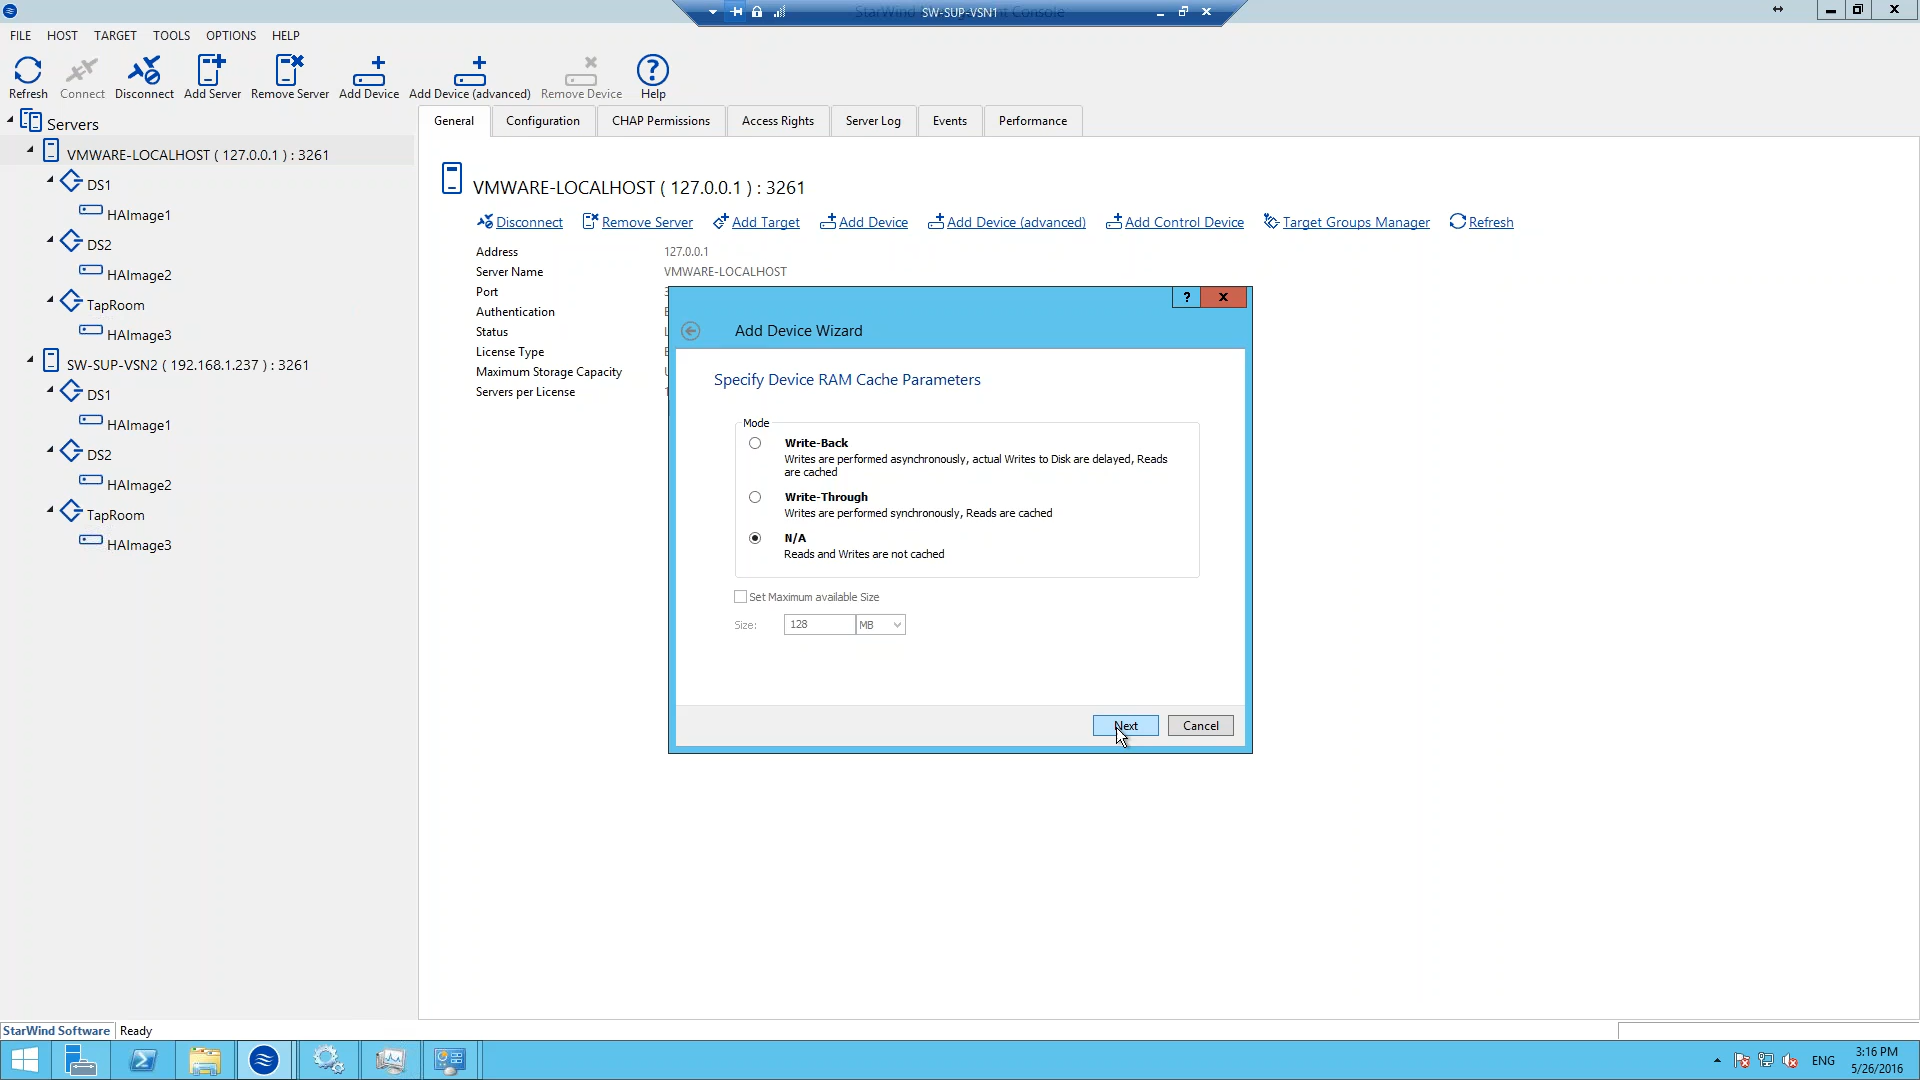 StarWind Management Console
SW-SUP-VSN1
FILE HOST TARGET TOOLS OPTIONS HELP
Refresh Connect Disconnect Add Server Remove Server Add Device Add Device (advanced) Remove Device Help
Servers
VMWARE-LOCALHOST ( 127.0.0.1 ) : 3261
DS1
HAImage1
DS2
HAImage2
TapRoom
HAImage3
SW-SUP-VSN2 ( 192.168.1.237 ) : 3261
DS1
HAImage1
DS2
HAImage2
TapRoom
HAImage3
General Configuration CHAP Permissions Access Rights Server Log Events Performance
VMWARE-LOCALHOST ( 127.0.0.1 ) : 3261
Disconnect Remove Server Add Target Add Device Add Device (advanced) Add Control Device Target Groups Manager Refresh
Address 127.0.0.1
Server Name VMWARE-LOCALHOST
Port
Authentication
Status
License Type
Maximum Storage Capacity
Servers per License
? x
Add Device Wizard
Specify Device RAM Cache Parameters
Mode
Write-Back
Writes are performed asynchronously, actual Writes to Disk are delayed, Reads
are cached
Write-Through
Writes are performed synchronously, Reads are cached
N/A
Reads and Writes are not cached
Set Maximum available Size
Size: 128 MB
Next Cancel
StarWind Software Ready
ENG
3:16 PM
5/26/2016